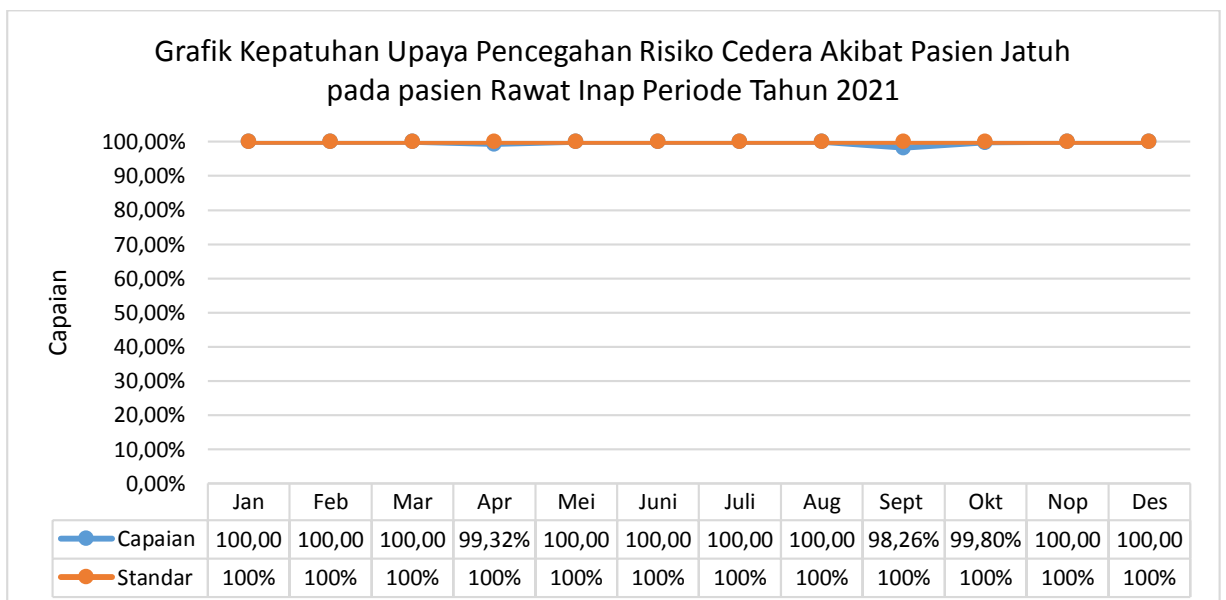 Grafik Kepatuhan Upaya Pencegahan Risiko Cedera Akibat Pasien Jatuh
pada pasien Rawat Inap Periode Tahun 2021
Capaian
100,00%
90,00%
80,00%
70,00%
60,00%
50,00%
40,00%
30,00%
20,00%
10,00%
0,00%
Jan Feb Mar Apr Mei Juni Juli Aug Sept Okt Nop Des
Capaian 100,00 100,00 100,00 99,32% 100,00 100,00 100,00 100,00 98,26% 99,80% 100,00 100,00
Standar 100% 100% 100% 100% 100% 100% 100% 100% 100% 100% 100% 100%